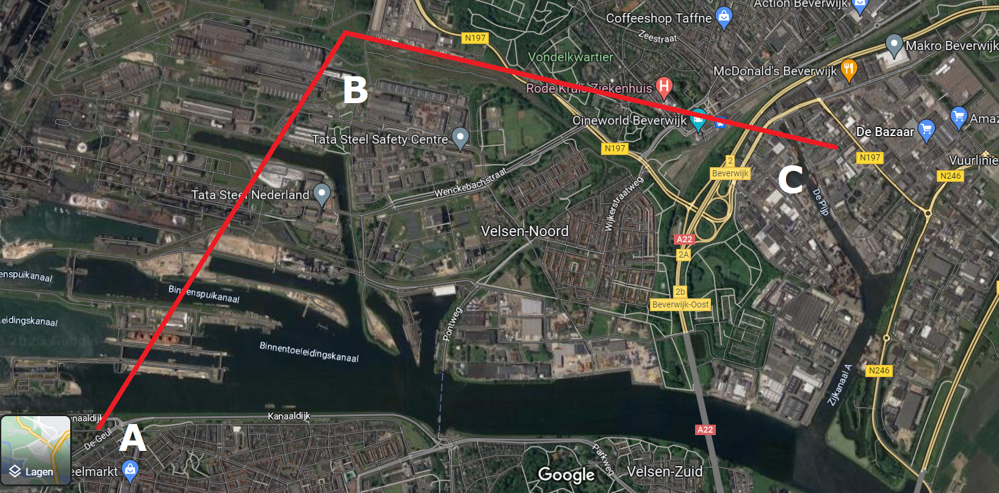 Action Beverwijk
Coffeeshop Taffne
Zeestraat
N197
Makro Beverwijk
Vondelkwartier
McDonald's Beverwijk
Rode Kruis Ziekenhuis
H
B
Cineworld Beverwijk
Amaz
De Bazaar
Tata Steel Safety Centre
N197
N197
Vuurlinie
2
Beverwijk
N246
C
Wenckebachstraat
Tata Steel Nederland
Wijkerstraatweg
De Pijp
Velsen-Noord
A22
2A
enspuikanaal
Binnenspuikanaal
2b
Beverwijk-Oost
eidingskanaal
Pontweg
Binnentoeleidingskanaal
N246
Zijkanaal A
naaldijk
Kanaaldijk
A22
De Geul
A
Parkweg
eelmarkt
Lagen
Google
Velsen-Zuid